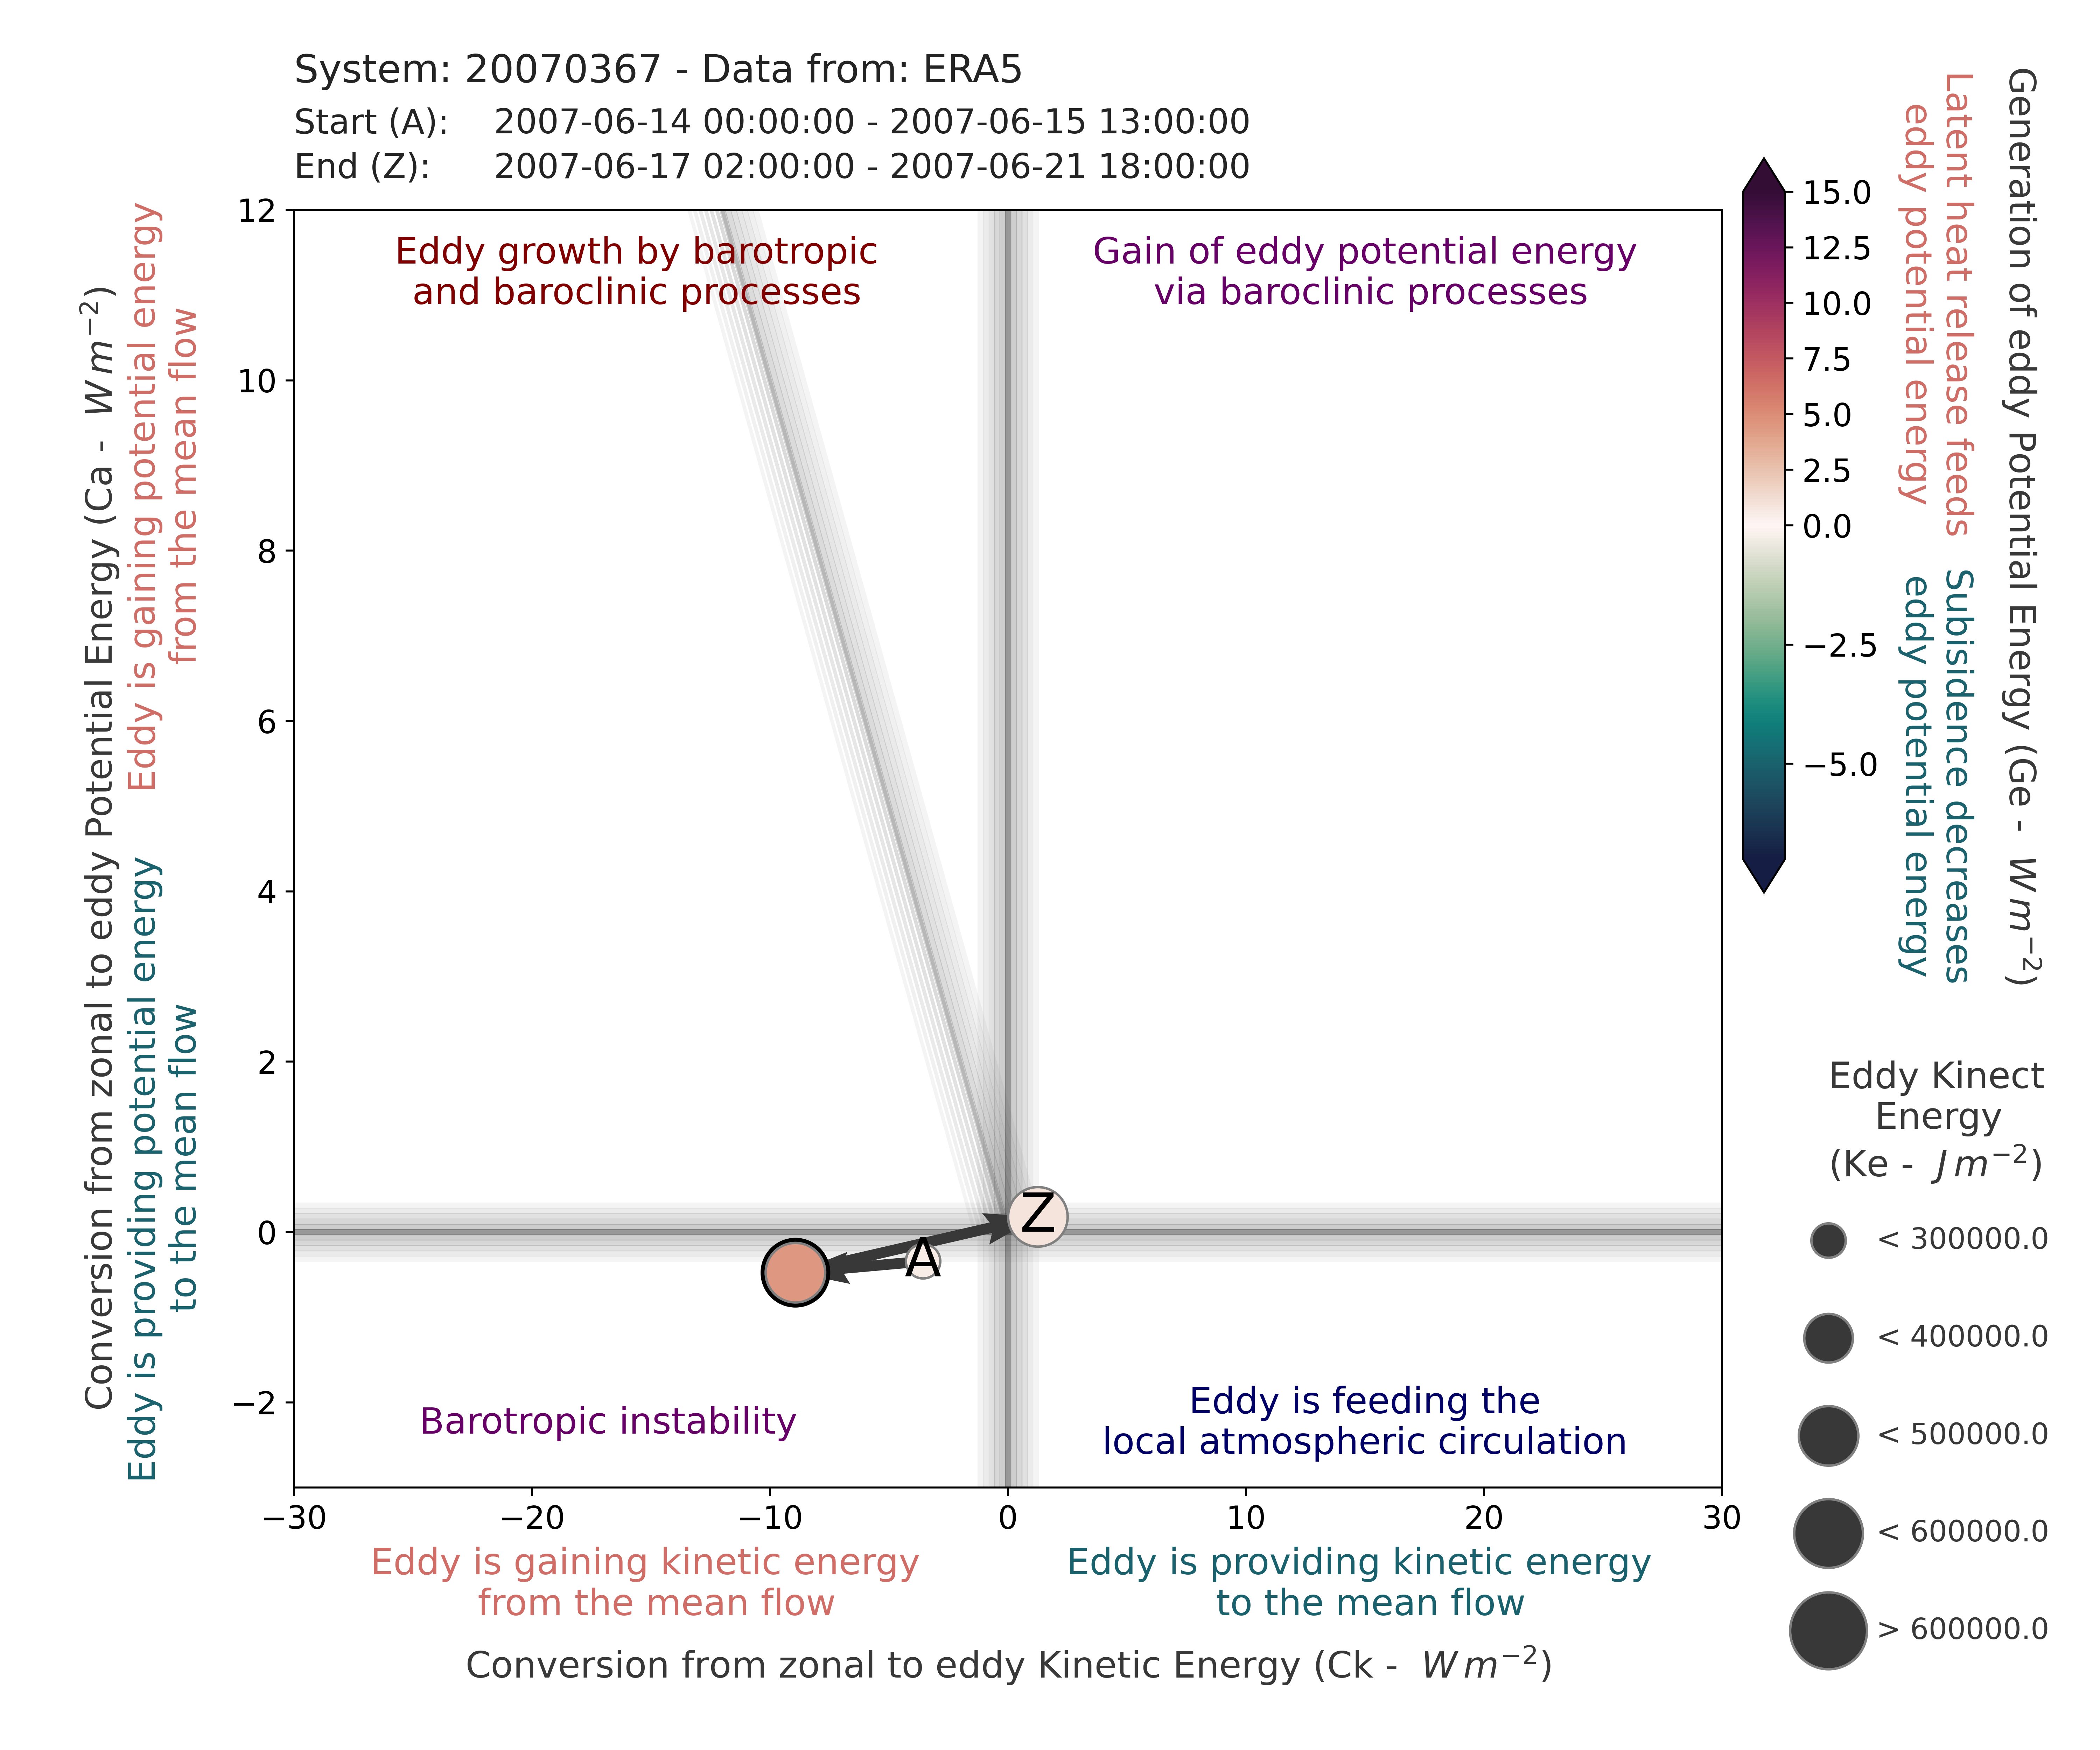 System: 20070367 - Data from: ERA5
Start (A): 2007-06-14 00:00:00 - 2007-06-15 13:00:00
End (Z): 2007-06-17 02:00:00 - 2007-06-21 18:00:00
Conversion from zonal to eddy Potential Energy (Ca - W m⁻²)
Eddy is gaining potential energy
from the mean flow
Eddy is providing potential energy
to the mean flow
12
10
8
6
4
2
0
−2
Eddy growth by barotropic
and baroclinic processes
Gain of eddy potential energy
via baroclinic processes
A
Z
Barotropic instability
Eddy is feeding the
local atmospheric circulation
−30
−20
−10
0
10
20
30
Eddy is gaining kinetic energy
from the mean flow
Eddy is providing kinetic energy
to the mean flow
Conversion from zonal to eddy Kinetic Energy (Ck - W m⁻²)
15.0
12.5
10.0
7.5
5.0
2.5
0.0
−2.5
−5.0
Latent heat release feeds
eddy potential energy
Subisidence decreases
eddy potential energy
Generation of eddy Potential Energy (Ge - W m⁻²)
Eddy Kinect
Energy
(Ke - J m⁻²)
< 300000.0
< 400000.0
< 500000.0
< 600000.0
> 600000.0